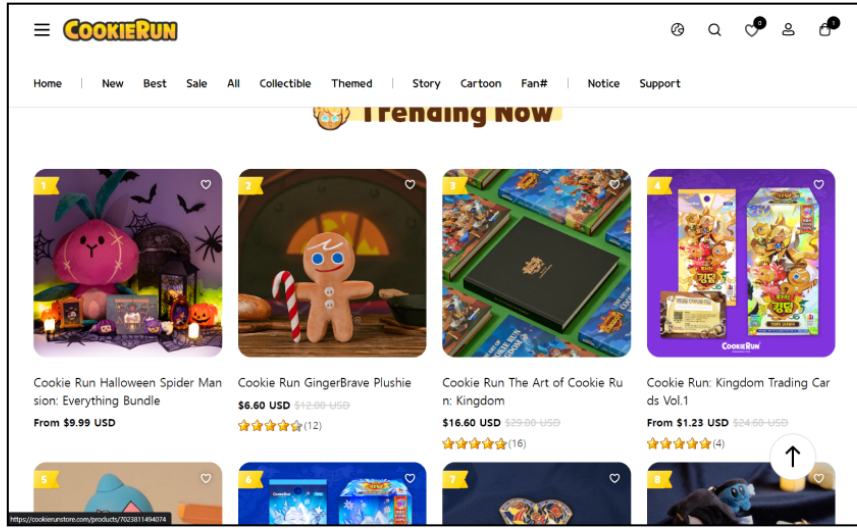 COOKIERUN
0
1
Home | New Best Sale All Collectible Themed | Story Cartoon Fan# | Notice Support
Trending Now
1
2
3
4
COOKIERUN
Cookie Run Halloween Spider Man
sion: Everything Bundle
From $9.99 USD
Cookie Run GingerBrave Plushie
$6.60 USD $12.00 USD
(12)
Cookie Run The Art of Cookie Ru
n: Kingdom
$16.60 USD $29.00 USD
(16)
Cookie Run: Kingdom Trading Car
ds Vol.1
From $1.23 USD $24.60 USD
(4)
5
6
7
8
https://cookierunstore.com/products/7023811494074